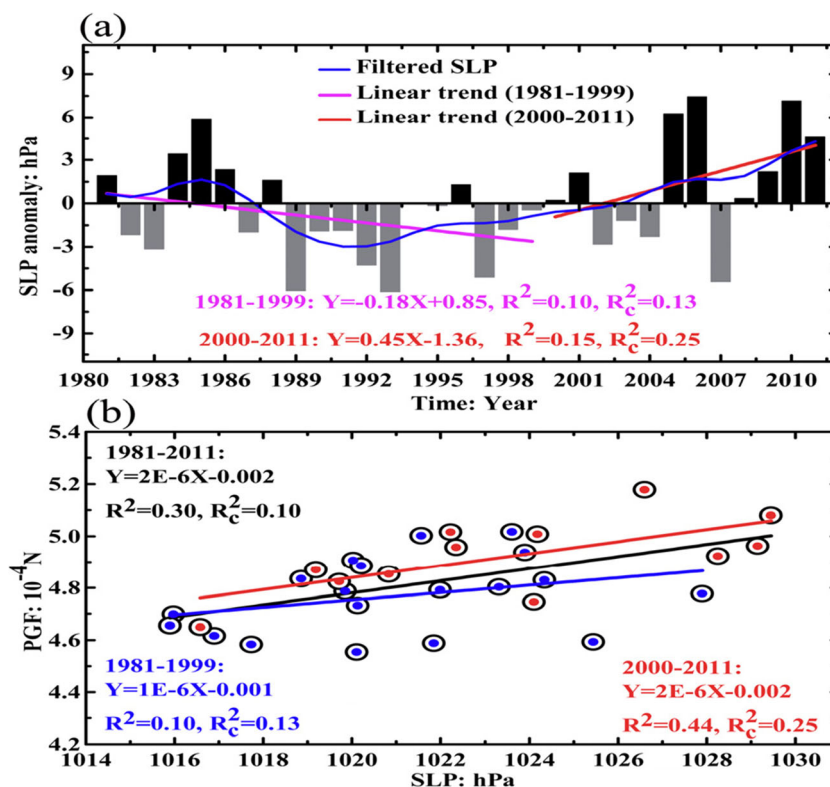 (a)
9
6
3
0
-3
-6
-9
SLP anomaly: hPa
Filtered SLP
Linear trend (1981-1999)
Linear trend (2000-2011)
1981-1999: Y=-0.18X+0.85, R²=0.10, R²c=0.13
2000-2011: Y=0.45X-1.36, R²=0.15, R²c=0.25
1980 1983 1986 1989 1992 1995 1998 2001 2004 2007 2010
Time: Year
(b)
5.4
5.2
5.0
4.8
4.6
4.4
4.2
PGF: 10⁻⁴N
1981-2011:
Y=2E-6X-0.002
R²=0.30, R²c=0.10
1981-1999:
Y=1E-6X-0.001
R²=0.10, R²c=0.13
2000-2011:
Y=2E-6X-0.002
R²=0.44, R²c=0.25
1014 1016 1018 1020 1022 1024 1026 1028 1030
SLP: hPa